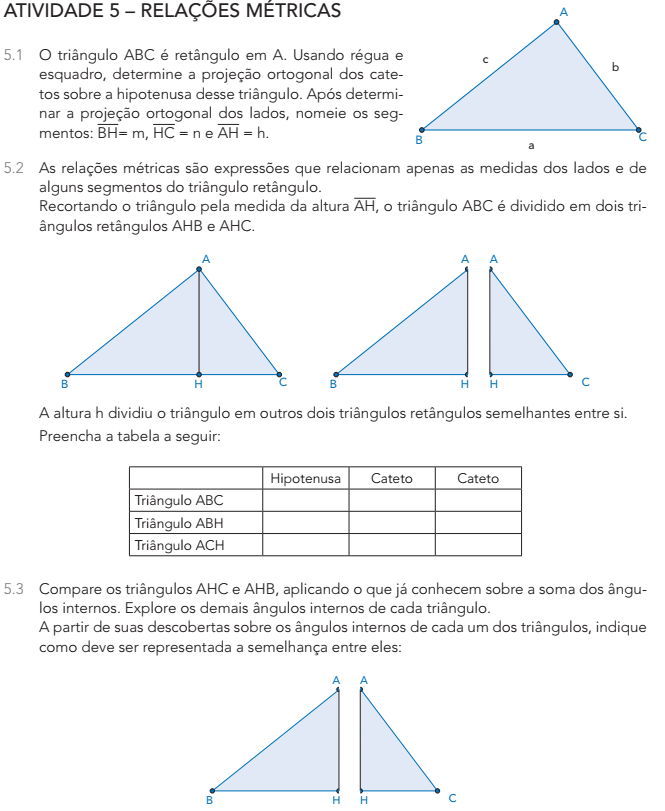 ATIVIDADE 5 – RELAÇÕES MÉTRICAS
5.1 O triângulo ABC é retângulo em A. Usando régua e
esquadro, determine a projeção ortogonal dos cate-
tos sobre a hipotenusa desse triângulo. Após determi-
nar a projeção ortogonal dos lados, nomeie os seg-
mentos: B̅H̅= m, H̅C̅ = n e A̅H̅ = h.
A
c
b
B
C
a
5.2 As relações métricas são expressões que relacionam apenas as medidas dos lados e de
alguns segmentos do triângulo retângulo.
Recortando o triângulo pela medida da altura A̅H̅, o triângulo ABC é dividido em dois tri-
ângulos retângulos AHB e AHC.
A A A
B H C B H H C
A altura h dividiu o triângulo em outros dois triângulos retângulos semelhantes entre si.
Preencha a tabela a seguir:
Hipotenusa Cateto Cateto
Triângulo ABC
Triângulo ABH
Triângulo ACH
5.3 Compare os triângulos AHC e AHB, aplicando o que já conhecem sobre a soma dos ângu-
los internos. Explore os demais ângulos internos de cada triângulo.
A partir de suas descobertas sobre os ângulos internos de cada um dos triângulos, indique
como deve ser representada a semelhança entre eles:
A A
B H H C